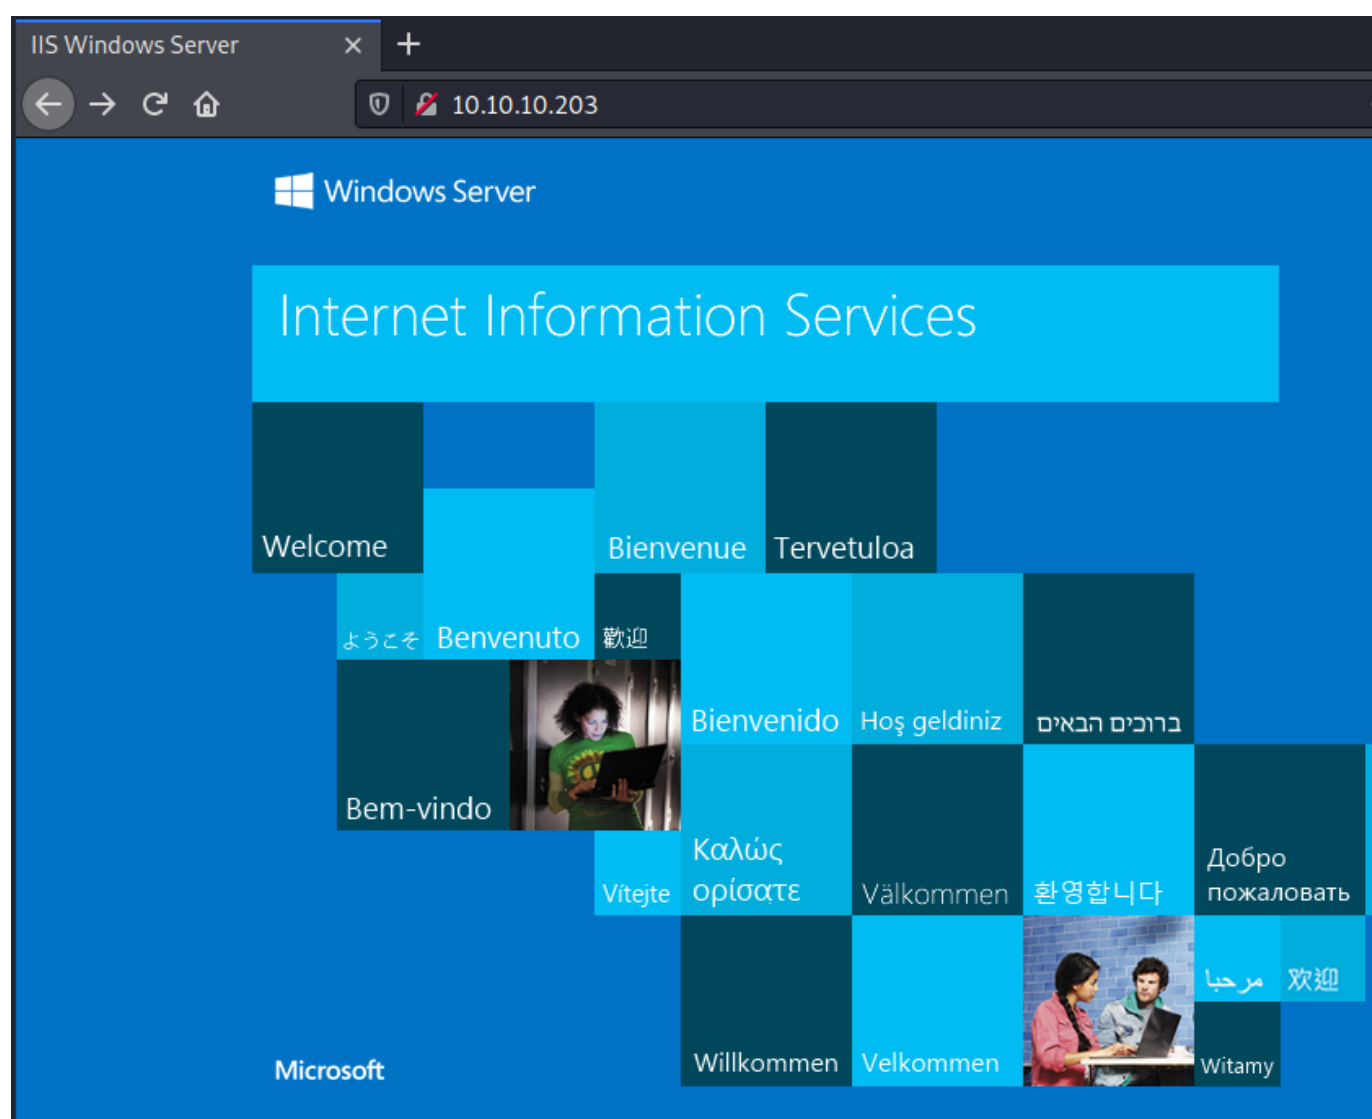 IIS Windows Server
10.10.10.203
Windows Server
Internet Information Services
Welcome
Bienvenue
Tervetuloa
ようこそ
Benvenuto
歡迎
Bienvenido
Hoş geldiniz
ברוכים הבאים
Bem-vindo
Καλώς
ορίσατε
Vítejte
Välkommen
환영합니다
Добро
пожаловать
مرحبا
欢迎
Microsoft
Willkommen
Velkommen
Witamy